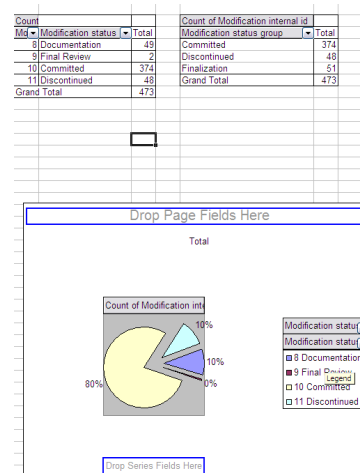 Count
Count of Modification internal id
Mo Modification status Total
Modification status group Total
8 Documentation 49
Committed 374
9 Final Review 2
Discontinued 48
10 Committed 374
Finalization 51
11 Discontinued 48
Grand Total 473
Grand Total 473
Drop Page Fields Here
Total
Count of Modification inte
10%
10%
0%
80%
Modification statu
Modification statu
8 Documentation
9 Final
Legend
10 Committed
11 Discontinued
Drop Series Fields Here